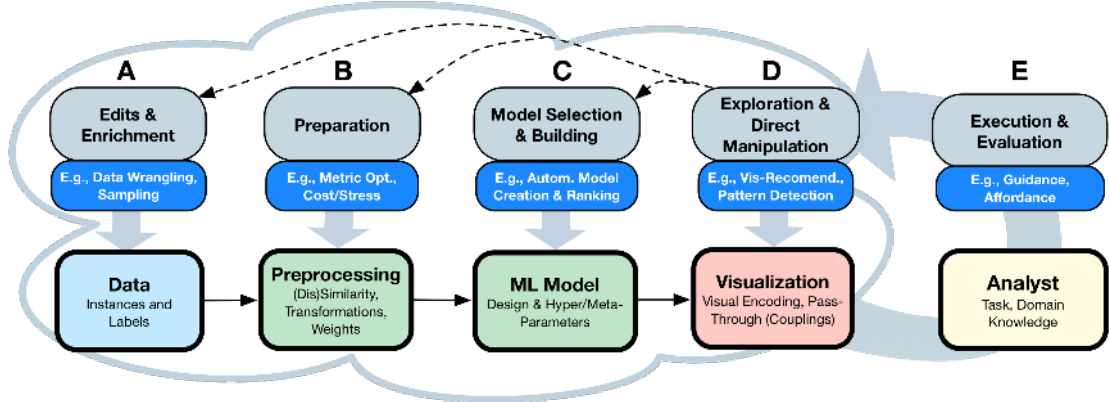 A
Edits &
Enrichment
E.g., Data Wrangling,
Sampling
Data
Instances and
Labels
B
Preparation
E.g., Metric Opt.,
Cost/Stress
Preprocessing
(Dis)Similarity,
Transformations,
Weights
C
Model Selection
& Building
E.g., Autom. Model
Creation & Ranking
ML Model
Design & Hyper/Meta-
Parameters
D
Exploration &
Direct
Manipulation
E.g., Vis-Recomend.,
Pattern Detection
Visualization
Visual Encoding, Pass-
Through (Couplings)
E
Execution &
Evaluation
E.g., Guidance,
Affordance
Analyst
Task, Domain
Knowledge